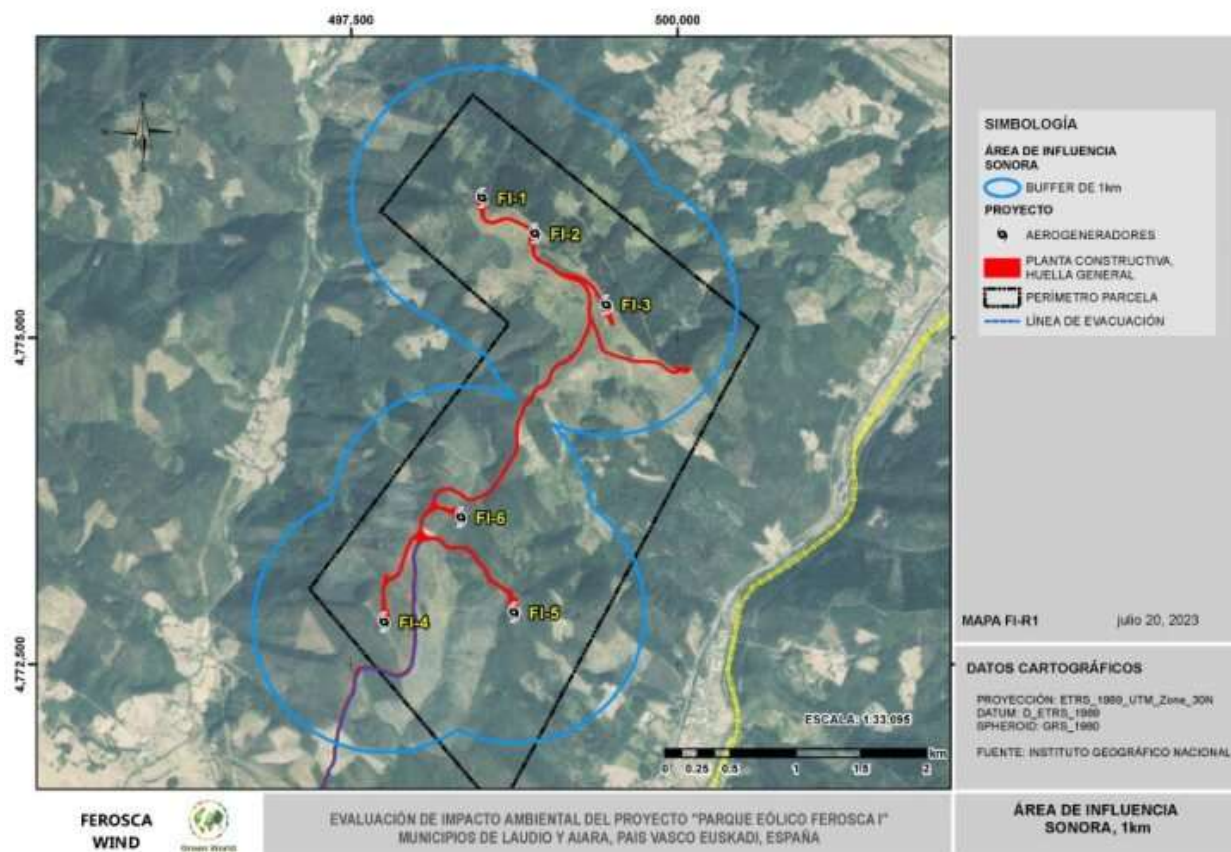 497,500
500,000
4,775,000
4,772,500
FI-1
FI-2
FI-3
FI-6
FI-5
FI-4
ESCALA: 1:33,095
km
0 0.25 0.5 1 1.5 2
SIMBOLOGÍA
ÁREA DE INFLUENCIA
SONORA
BUFFER DE 1km
PROYECTO
AEROGENERADORES
PLANTA CONSTRUCTIVA,
HUELLA GENERAL
PERÍMETRO PARCELA
LÍNEA DE EVACUACIÓN
MAPA FI-R1 julio 20, 2023
DATOS CARTOGRÁFICOS
PROYECCIÓN: ETRS_1989_UTM_Zone_30N
DATUM: D_ETRS_1989
SPHEROID: GRS_1980
FUENTE: INSTITUTO GEOGRÁFICO NACIONAL
FEROSCA
WIND
Green World
EVALUACIÓN DE IMPACTO AMBIENTAL DEL PROYECTO "PARQUE EÓLICO FEROSCA I"
MUNICIPIOS DE LAUDIO Y AIARA, PAIS VASCO EUSKADI, ESPAÑA
ÁREA DE INFLUENCIA
SONORA, 1km